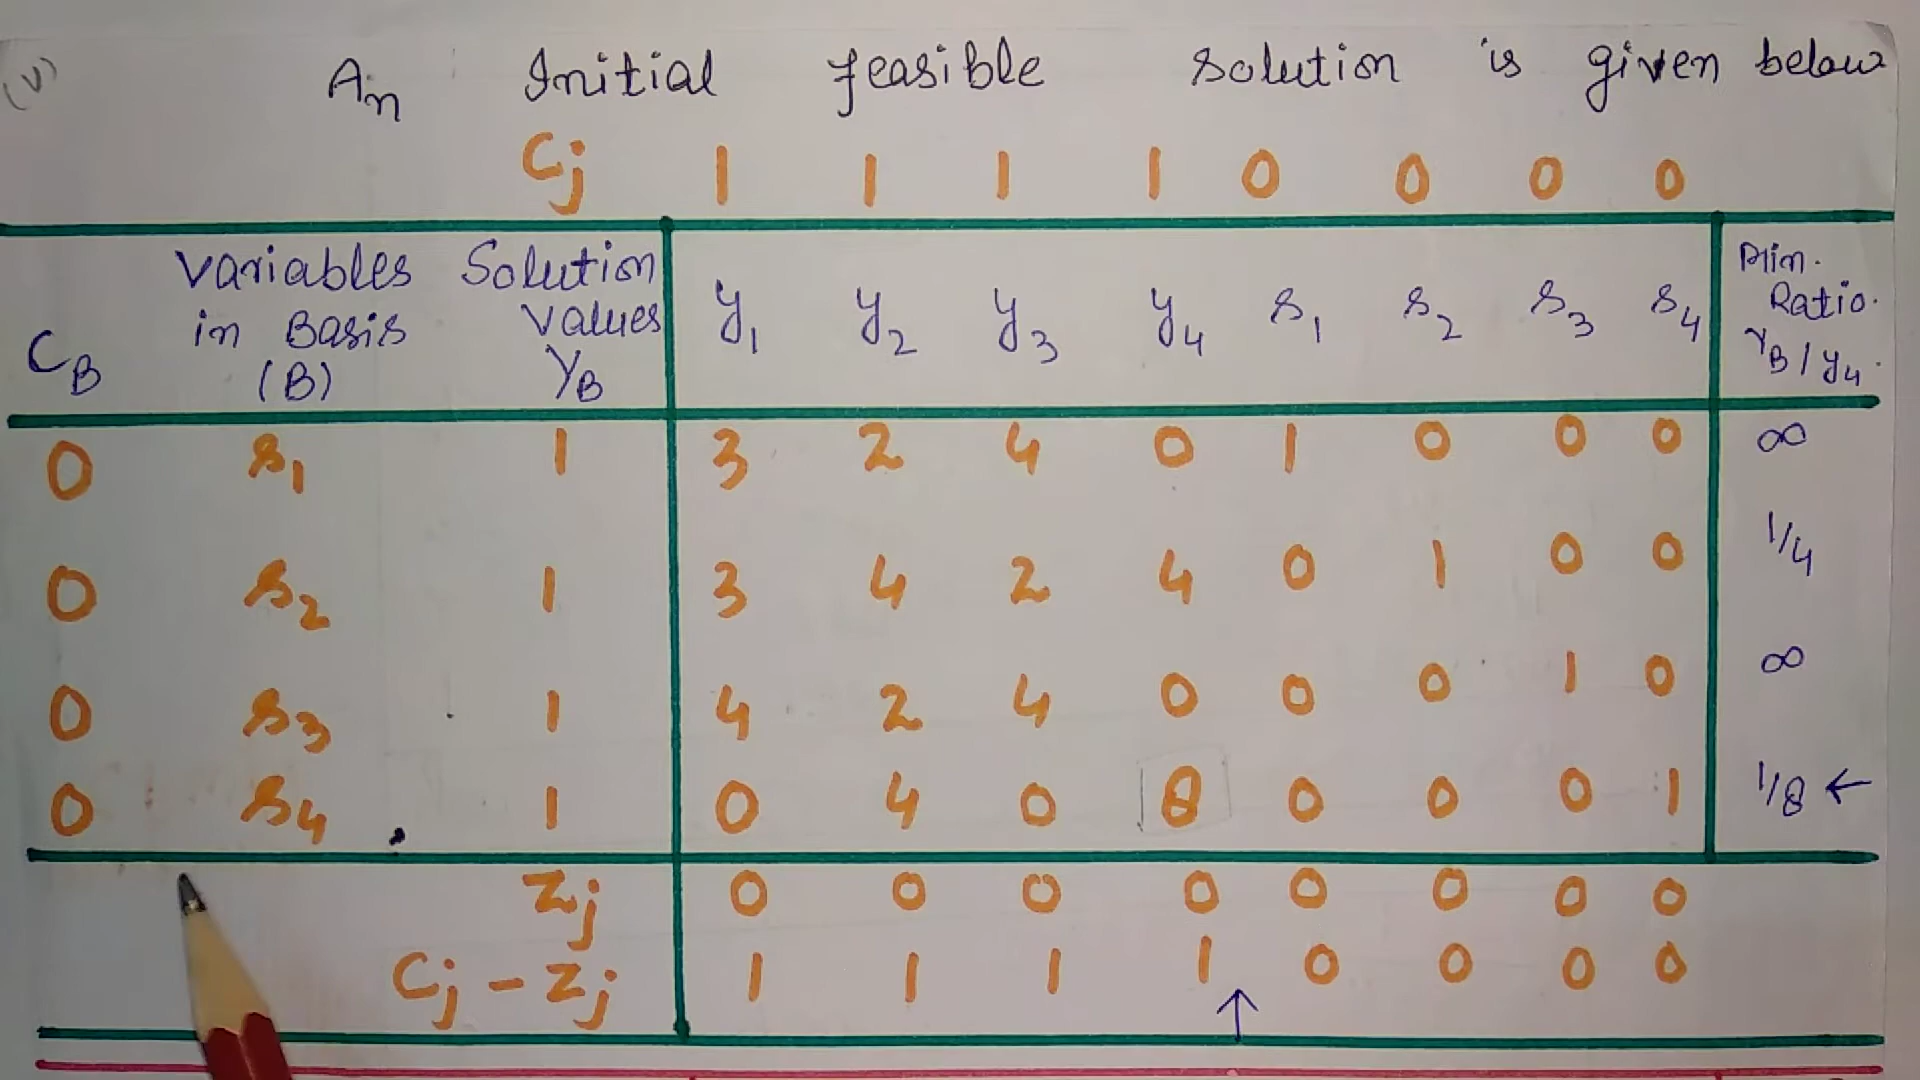 (V) An Initial feasible solution is given below
Cj 1 1 1 1 0 0 0 0
CB Variables in Basis (B) Solution Values YB y1 y2 y3 y4 s1 s2 s3 s4 Min. Ratio. YB/y4.
0 s1 1 3 2 4 0 1 0 0 0 ∞
0 s2 1 3 4 2 4 0 1 0 0 1/4
0 s3 1 4 2 4 0 0 0 1 0 ∞
0 s4 1 0 4 0 8 0 0 0 1 1/8 ←
Zj 0 0 0 0 0 0 0 0
Cj - Zj 1 1 1 1 0 0 0 0
↑